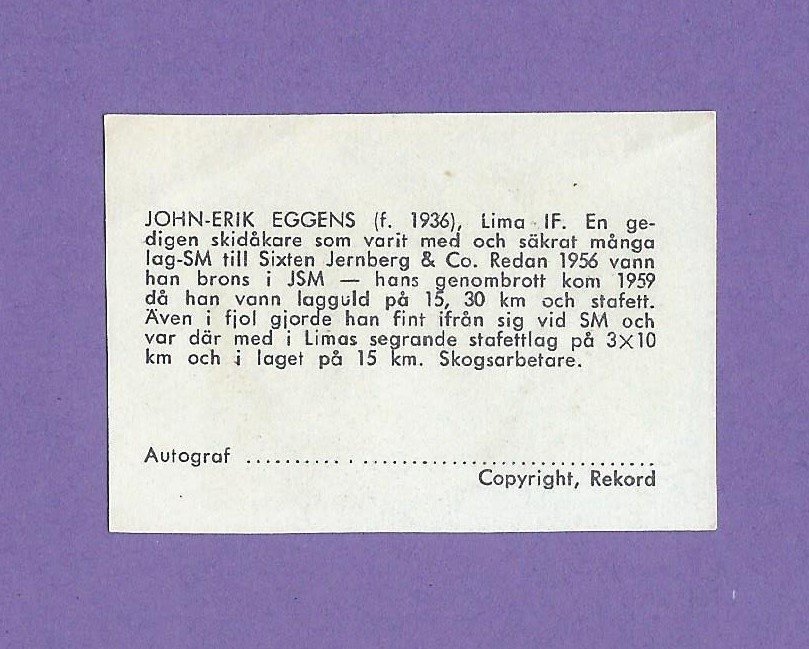 JOHN-ERIK EGGENS (f. 1936), Lima IF. En ge-
digen skidåkare som varit med och säkrat många
lag-SM till Sixten Jernberg & Co. Redan 1956 vann
han brons i JSM — hans genombrott kom 1959
då han vann lagguld på 15, 30 km och stafett.
Även i fjol gjorde han fint ifrån sig vid SM och
var där med i Limas segrande stafettlag på 3×10
km och i laget på 15 km. Skogsarbetare.
Autograf .............................................
Copyright, Rekord